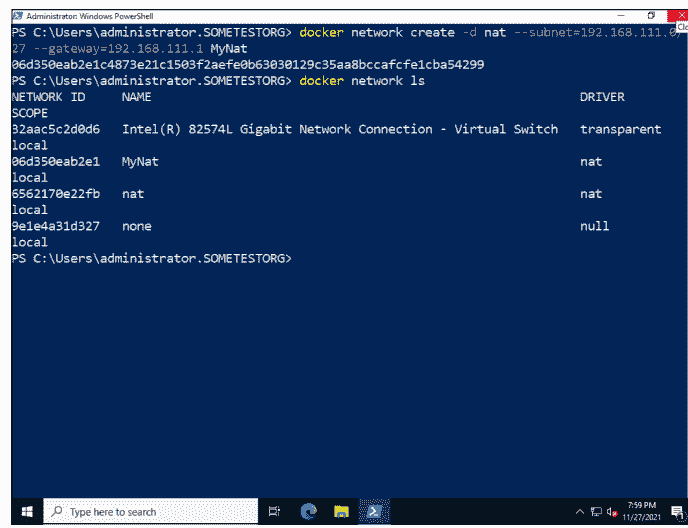 Administrator: Windows PowerShell
PS C:\Users\administrator.SOMETESTORG> docker network create -d nat --subnet=192.168.111.0/
27 --gateway=192.168.111.1 MyNat
06d350eab2e1c4873e21c1503f2aefe0b63030129c35aa8bccafcfe1cba54299
PS C:\Users\administrator.SOMETESTORG> docker network ls
NETWORK ID NAME DRIVER
SCOPE
32aac5c2d0d6 Intel(R) 82574L Gigabit Network Connection - Virtual Switch transparent
local
06d350eab2e1 MyNat nat
local
6562170e22fb nat nat
local
9e1e4a31d327 none null
local
PS C:\Users\administrator.SOMETESTORG>
Type here to search
7:59 PM
11/27/2021